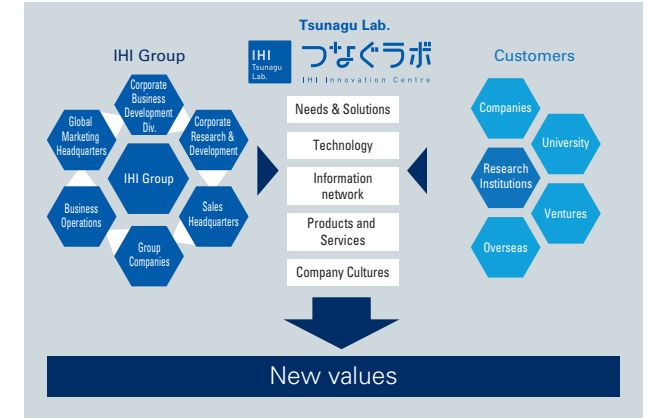 Tsunagu Lab.
IHI Group
IHI
Tsunagu
Lab.
つなぐラボ
IHI Innovation Centre
Customers
Corporate
Business
Development
Div.
Global
Marketing
Headquarters
Corporate
Research &
Development
IHI Group
Business
Operations
Sales
Headquarters
Group
Companies
Needs & Solutions
Technology
Information
network
Products and
Services
Company Cultures
Companies
University
Research
Institutions
Ventures
Overseas
New values